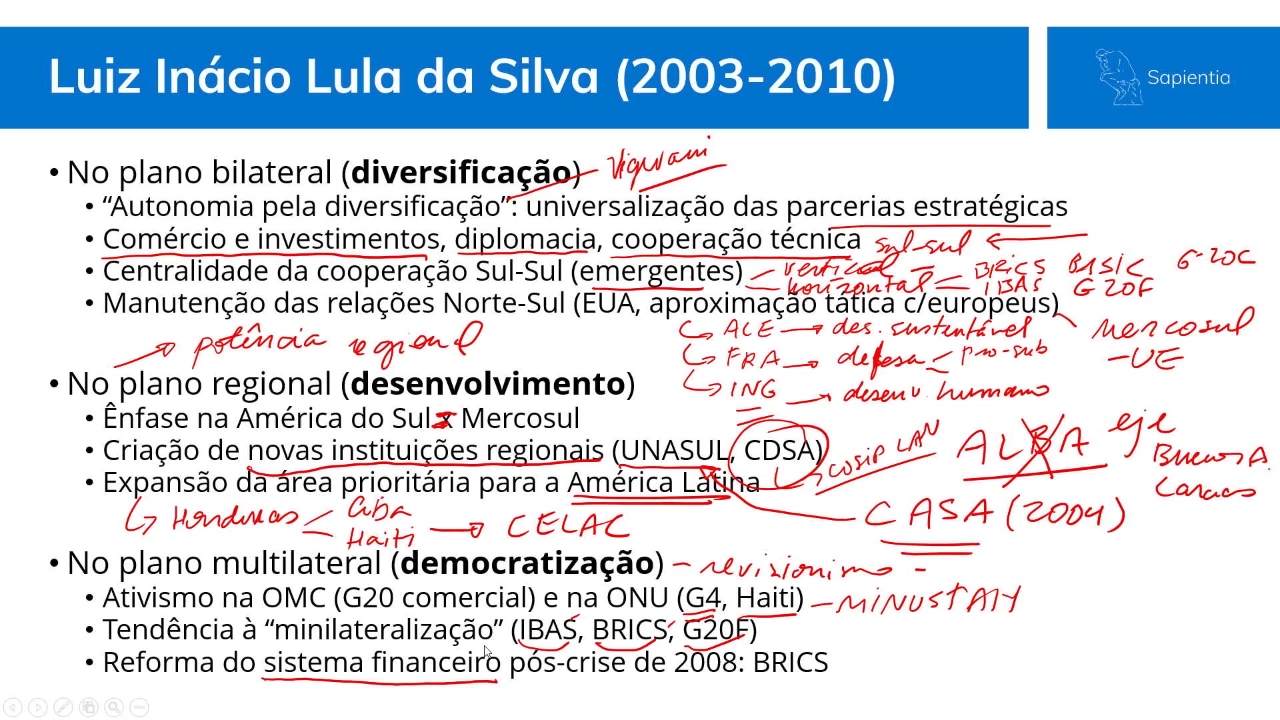 Luiz Inácio Lula da Silva (2003-2010)
Sapientia
• No plano bilateral (diversificação) – Vigevani
• “Autonomia pela diversificação”: universalização das parcerias estratégicas
• Comércio e investimentos, diplomacia, cooperação técnica sul-sul
• Centralidade da cooperação Sul-Sul (emergentes) vertical – BRICS BASIC G-20C
horizontal IBAS G20F
• Manutenção das relações Norte-Sul (EUA, aproximação tática c/europeus)
ALE → des. sustentável Mercosul
→ potência regional
FRA → defesa pro-sub -UE
• No plano regional (desenvolvimento)
ING → desenv. humano
• Ênfase na América do Sul x Mercosul
• Criação de novas instituições regionais (UNASUL, CDSA) COSIPLAN ALBA eje
Buenos A.
• Expansão da área prioritária para a América Latina
Caracas
Honduras Cuba
Haiti → CELAC CASA (2004)
• No plano multilateral (democratização) – revisionismo –
• Ativismo na OMC (G20 comercial) e na ONU (G4, Haiti) – MINUSTAH
• Tendência à “minilateralização” (IBAS, BRICS, G20F)
• Reforma do sistema financeiro pós-crise de 2008: BRICS